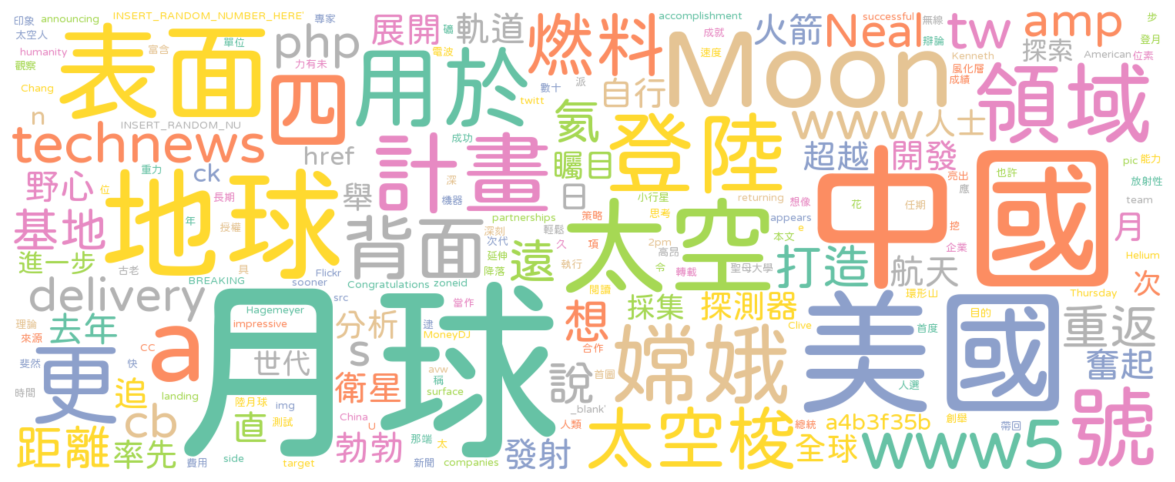 印象
announcing
INSERT_RANDOM_NUMBER_HERE
專家
太空人
單位
humanity
富含
力有未
觀察
Chang
表面
四
php
礡
電波
展開
軌道
用於
燃料
數十
twitt
派
accomplishment
成就
速度
Moon
火箭
successful
無線
Neal
辯論
Kenneth
風化層
成績
tw
American
探索
amp
步
登月
位素
領域
n
INSERT_RANDOM_NU
technews
重力
成功
href
ck
計畫
氦
自行
登陸
www
人士
超越
開發
亮出
應
中國
也許
pic
能力
放射性
team
野心
基地
進一步
位
年
長期
授權
地球
舉
背面
深
機器
矚目
日
小行星
partnerships
策略
思考
深刻
次代
延伸
降落
輕鬆
久
項
執行
遠
太空
2pm
高昂
令
轉載
闖頭
聖母大學
想像
returning
appears
e
本文
花
任期
挖
企業
打造
航天
環形山
月
次
Helium
Thursday
古老
具
BREAKING
Flickr
sooner
src
Congratulations
zoneid
當作
delivery
Hagemeyer
impressive
理論
來源
去年
CC
a
月球
分析
s
世代
逮
MoneyDJ
想
合作
採集
探測器
嫦娥
Clive
美國
首度
目的
重返
奮起
斐然
快
更
時間
landing
追
cb
陸月球
img
測試
衛星
avw
稱
surface
說
首圖
_blank'
人選
創舉
帶回
號
距離
率先
費用
side
直
target
China
U
勃勃
那端
太
新聞
companies
發射
人類
太空梭
總統
全球
a4b3f35b
www5